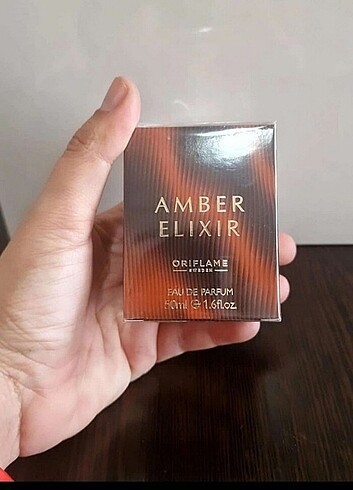 AMBER
ELIXIR
ORIFLAME
SWEDEN
EAU DE PARFUM
50ml ℮ 1.6fl.oz.